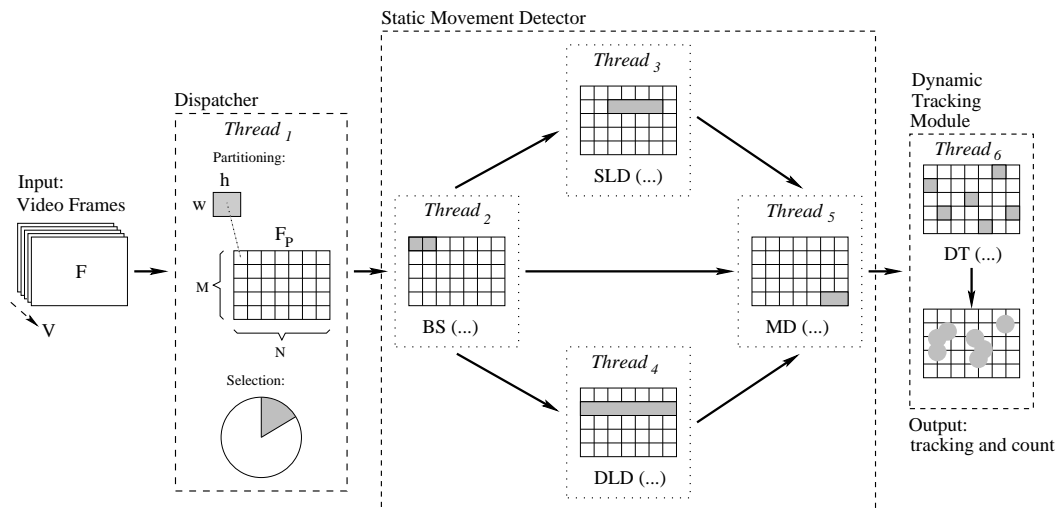 Static Movement Detector
Dispatcher
Thread 1
Partitioning:
h
w
F P
M
N
Selection:
Input:
Video Frames
F
V
Thread 2
BS (...)
Thread 3
SLD (...)
Thread 4
DLD (...)
Thread 5
MD (...)
Dynamic
Tracking
Module
Thread 6
DT (...)
Output:
tracking and count